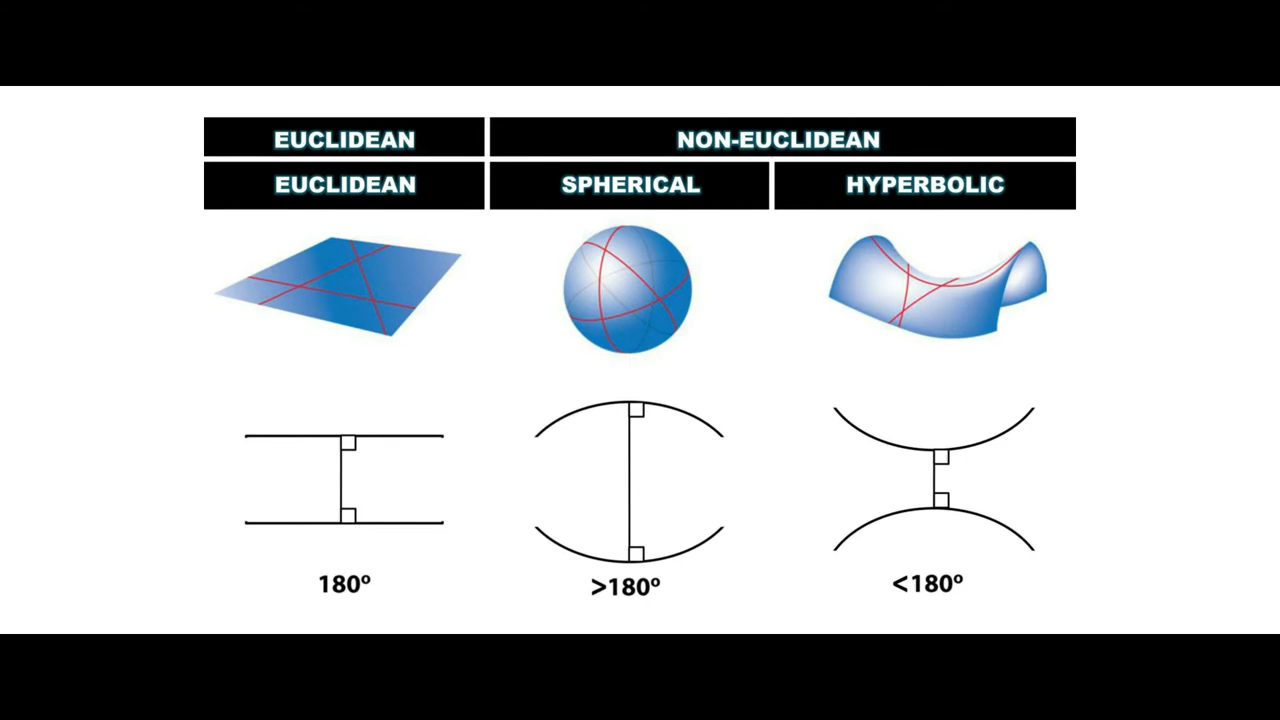 EUCLIDEAN
NON-EUCLIDEAN
EUCLIDEAN
SPHERICAL
HYPERBOLIC
180º
>180º
<180º